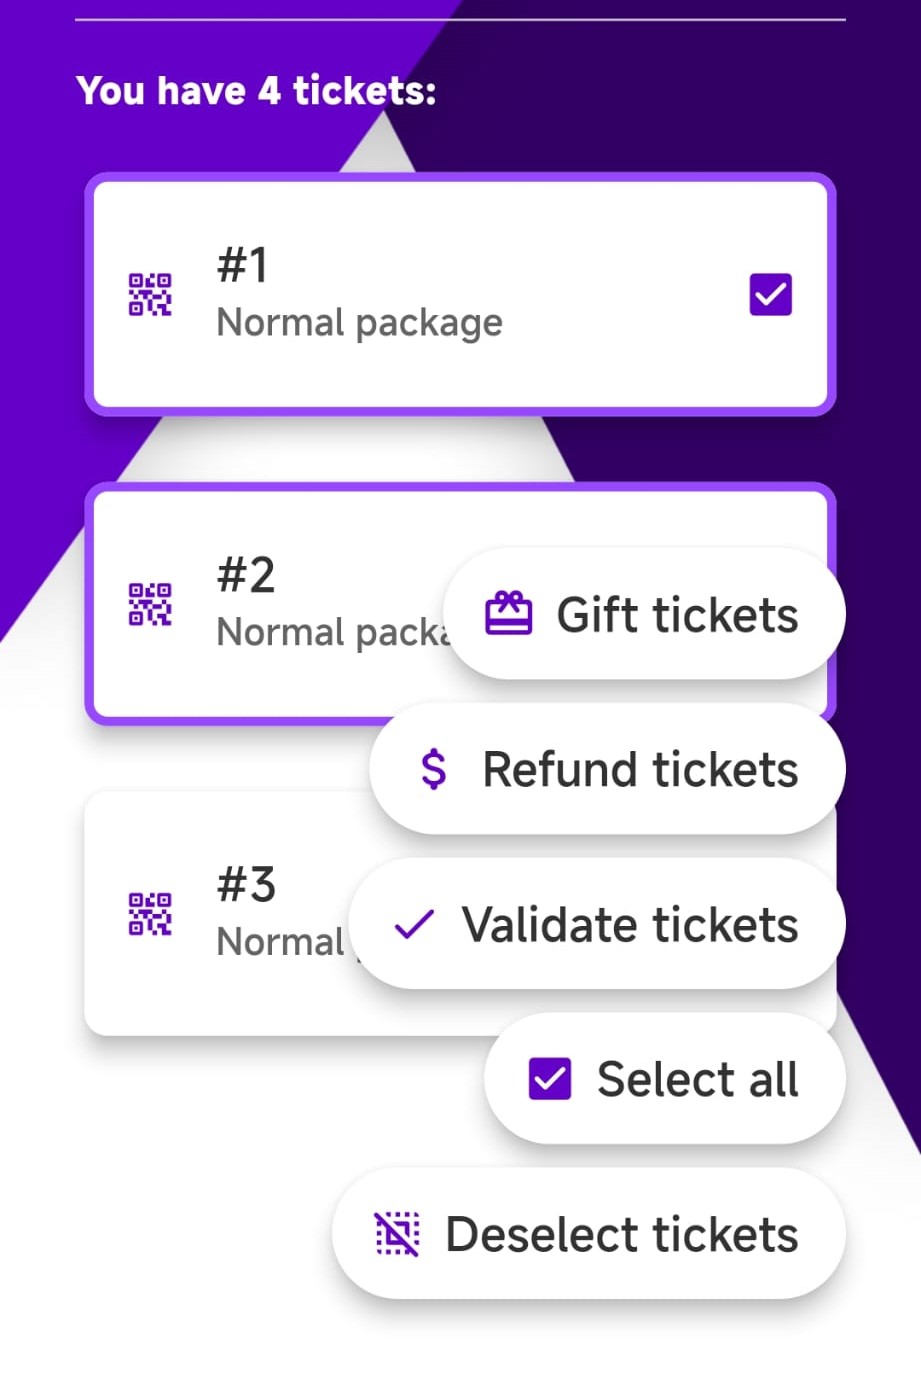 You have 4 tickets:
#1
Normal package
#2
Normal packa
Gift tickets
Refund tickets
#3
Normal
Validate tickets
Select all
Deselect tickets